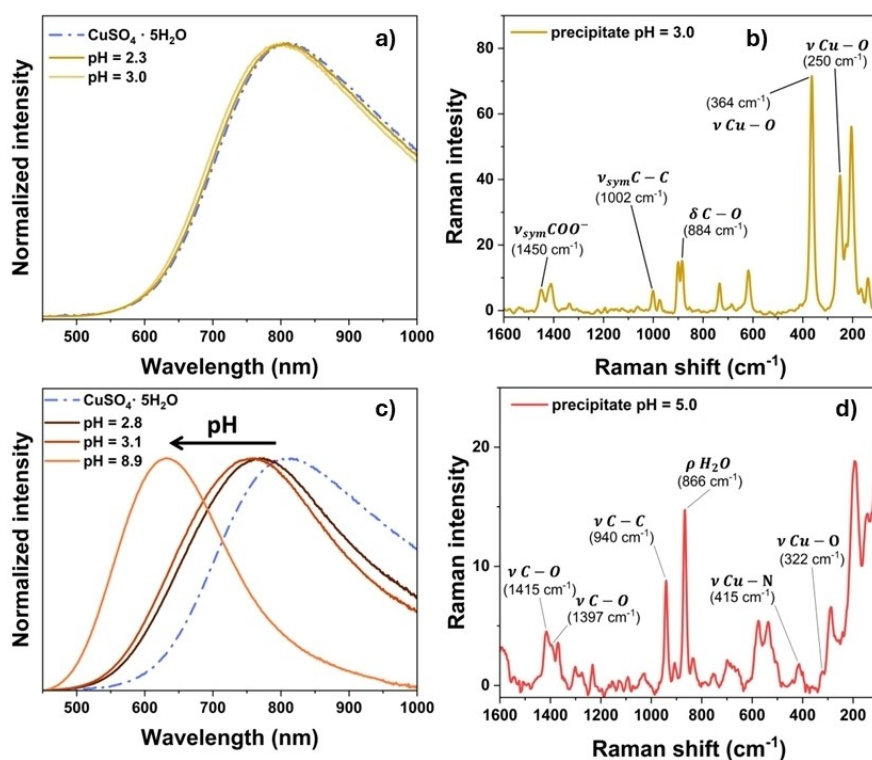 a)
CuSO₄ · 5H₂O
pH = 2.3
pH = 3.0
Normalized intensity
500
600
700
800
900
1000
Wavelength (nm)
b)
precipitate pH = 3.0
ν Cu − O
(250 cm⁻¹)
(364 cm⁻¹)
ν Cu − O
ν_sym C − C
(1002 cm⁻¹)
δ C − O
(884 cm⁻¹)
ν_sym COO⁻
(1450 cm⁻¹)
Raman intesity
80
60
40
20
0
1600 1400 1200 1000 800 600 400 200
Raman shift (cm⁻¹)
c)
CuSO₄· 5H₂O
pH = 2.8
pH = 3.1
pH = 8.9
pH
Normalized intensity
500
600
700
800
900
1000
Wavelength (nm)
d)
precipitate pH = 5.0
ρ H₂O
(866 cm⁻¹)
ν C − C
(940 cm⁻¹)
ν Cu − O
(322 cm⁻¹)
ν Cu − N
(415 cm⁻¹)
ν C − O
(1415 cm⁻¹)
ν C − O
(1397 cm⁻¹)
Raman intensity
20
10
0
1600 1400 1200 1000 800 600 400 200
Raman shift (cm⁻¹)